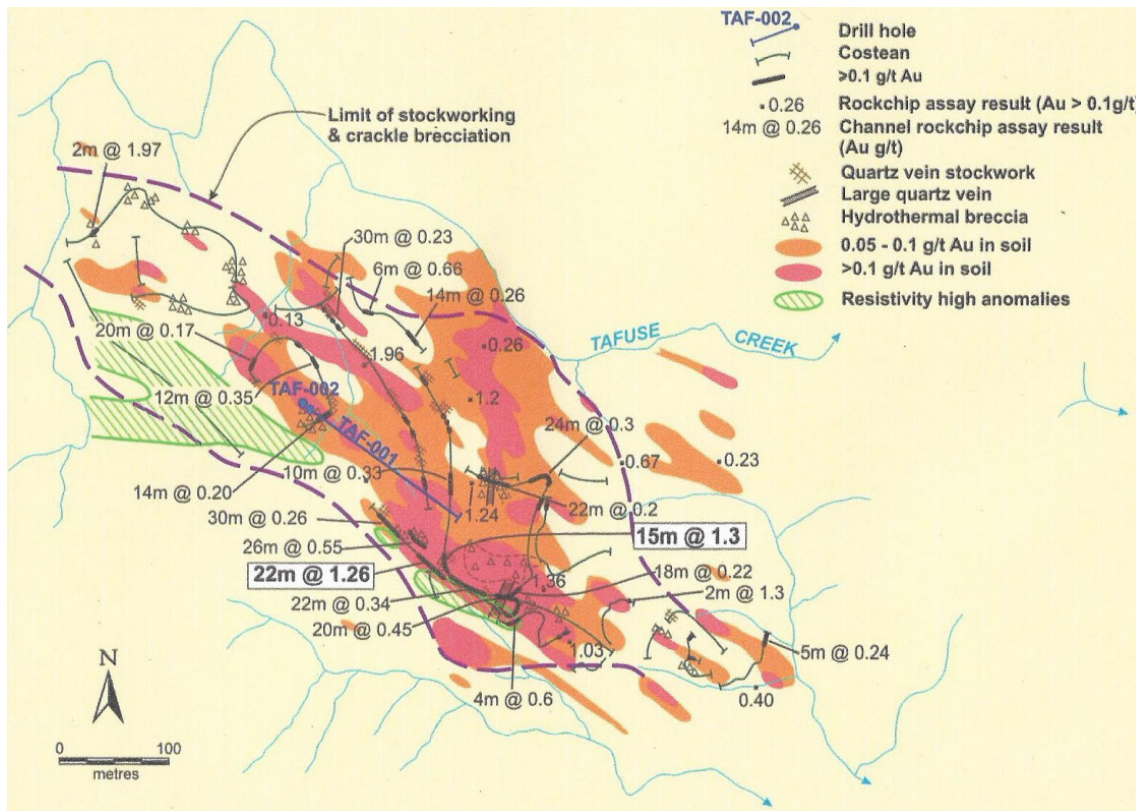 TAF-002
Drill hole
Costean
>0.1 g/t Au
0.26
Rockchip assay result (Au > 0.1g/t)
14m @ 0.26
Channel rockchip assay result
(Au g/t)
Quartz vein stockwork
Large quartz vein
Hydrothermal breccia
0.05 - 0.1 g/t Au in soil
>0.1 g/t Au in soil
Resistivity high anomalies
Limit of stockworking
& crackle brecciation
2m @ 1.97
30m @ 0.23
6m @ 0.66
14m @ 0.26
0.13
20m @ 0.17
1.96
0.26
TAFUSE CREEK
12m @ 0.35
TAF-002
1.2
TAF-001
24m @ 0.3
10m @ 0.33
0.67
0.23
14m @ 0.20
1.24
22m @ 0.2
30m @ 0.26
26m @ 0.55
15m @ 1.3
22m @ 1.26
18m @ 0.22
1.36
22m @ 0.34
2m @ 1.3
20m @ 0.45
1.03
5m @ 0.24
4m @ 0.6
0.40
N
0 100
metres